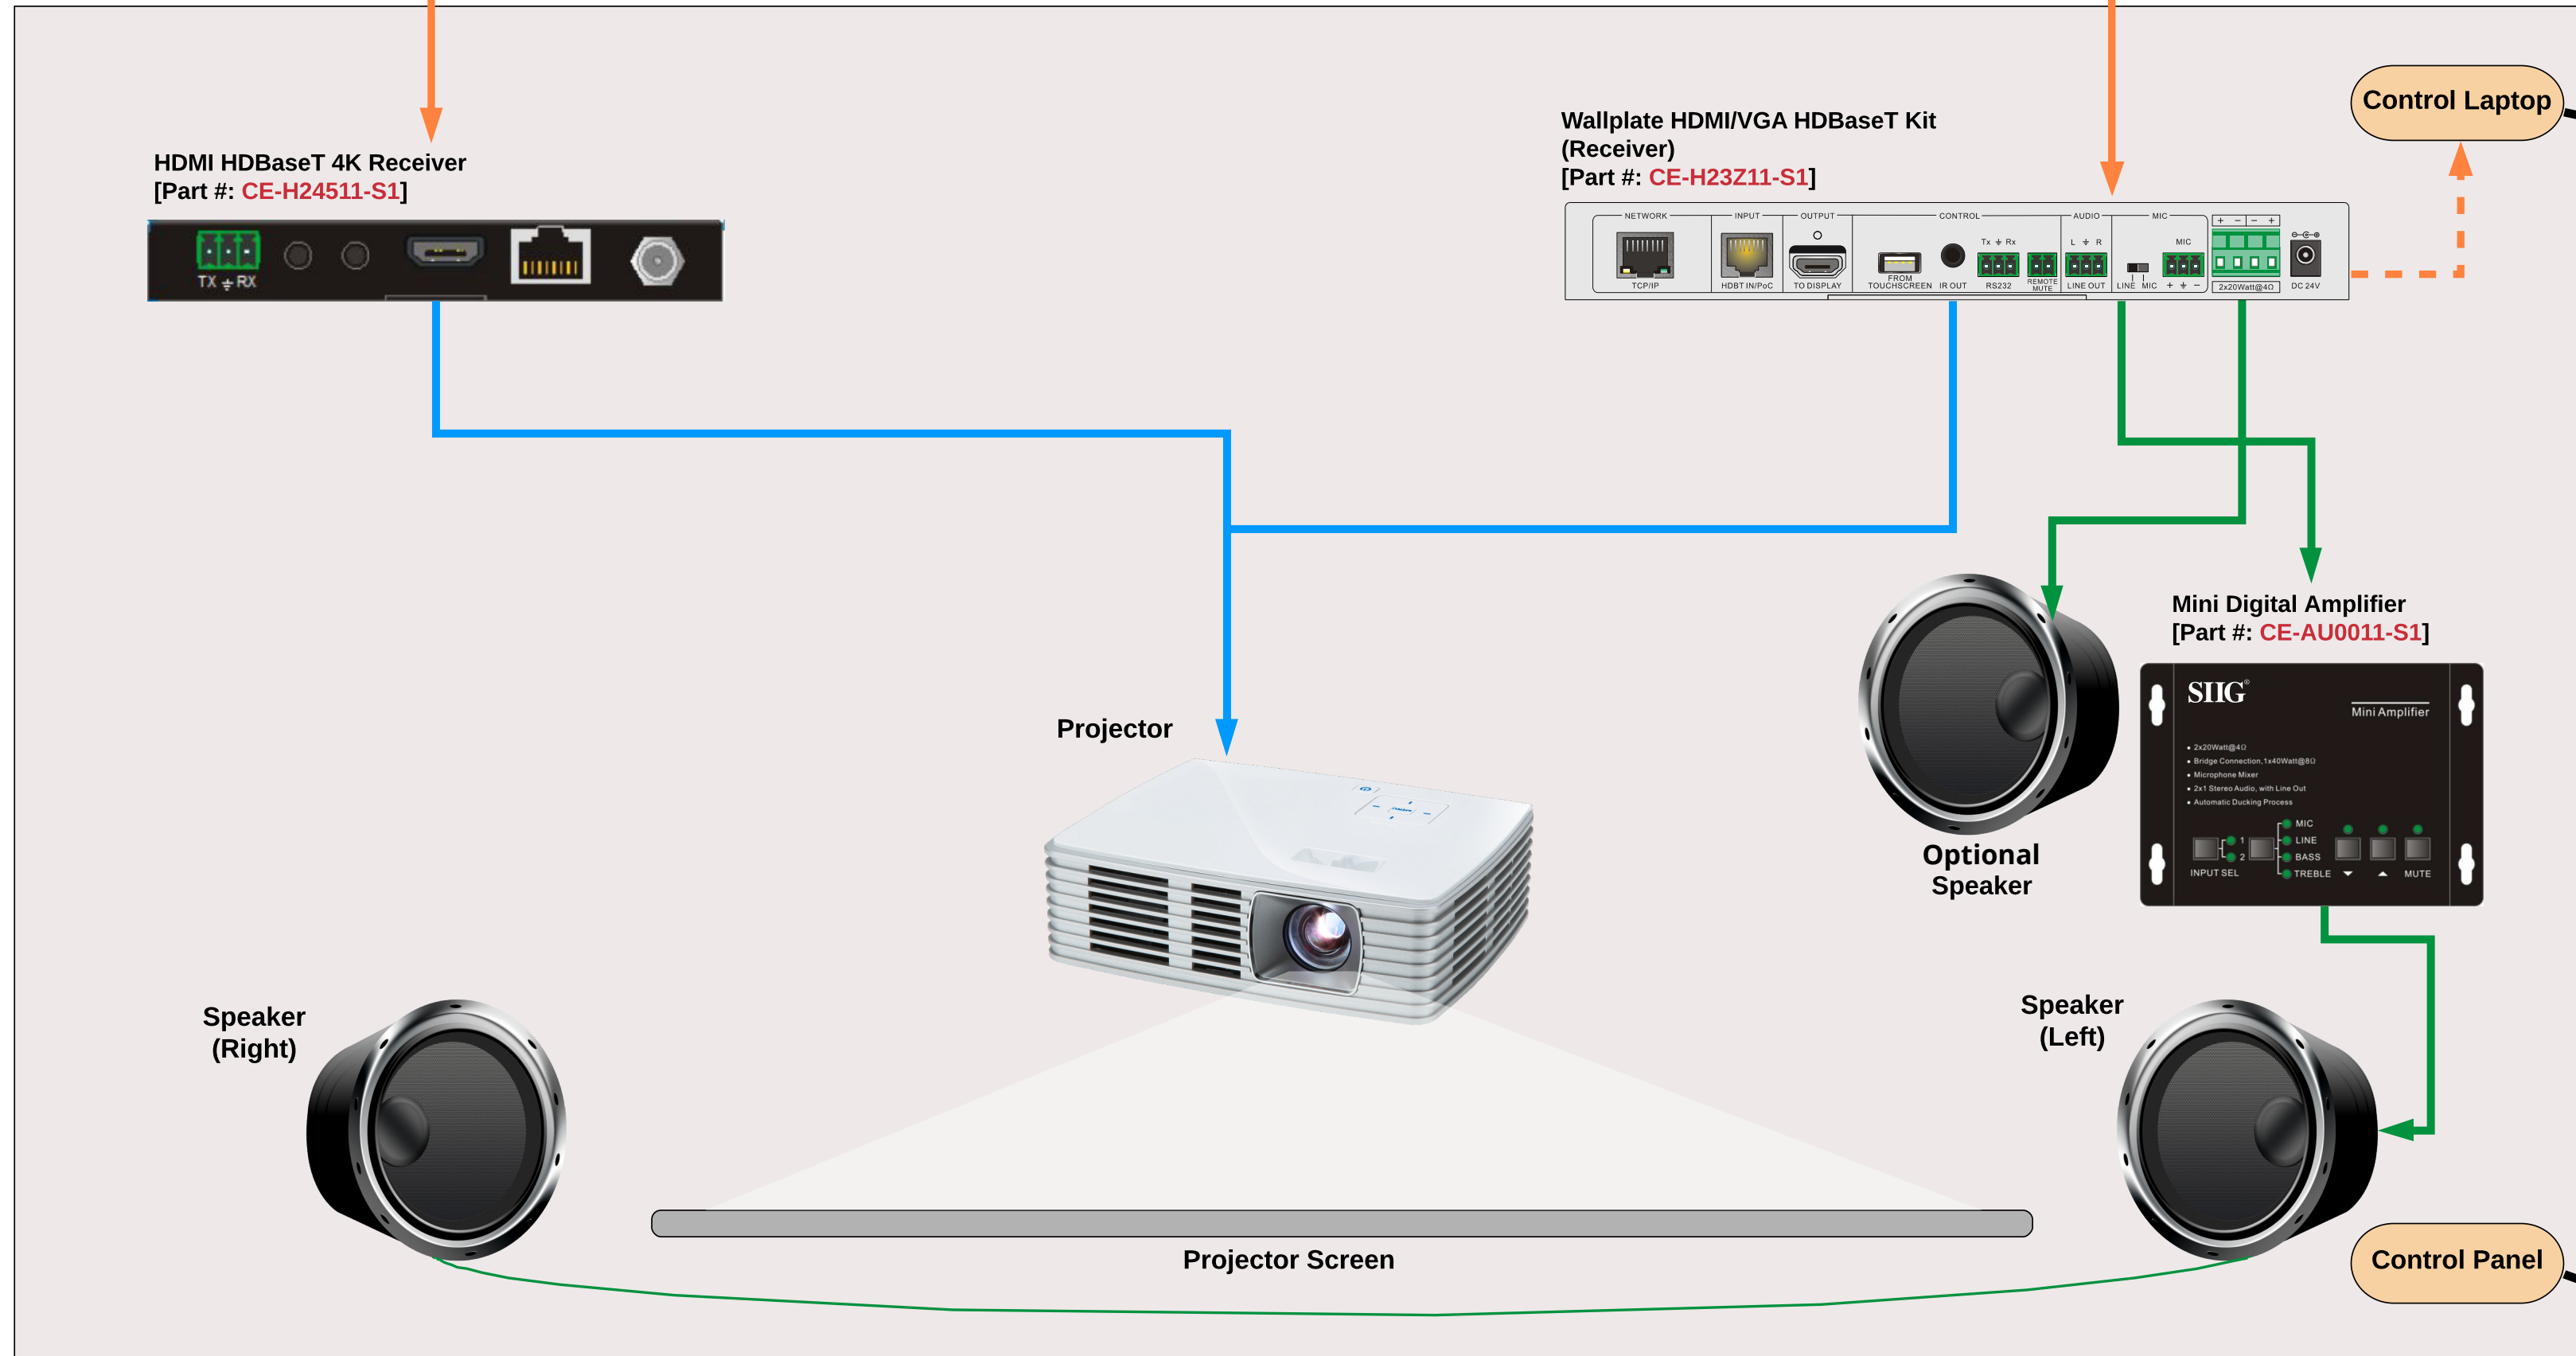 Control Laptop
Wallplate HDMI/VGA HDBaseT Kit
(Receiver)
[Part #: CE-H23Z11-S1]
HDMI HDBaseT 4K Receiver
[Part #: CE-H24511-S1]
TX RX
NETWORK INPUT OUTPUT CONTROL AUDIO MIC
+ − − +
Tx Rx L R MIC
TCP/IP HDBT IN/PoC TO DISPLAY
FROM
TOUCHSCREEN IR OUT RS232
REMOTE
MUTE
LINE OUT LINE MIC + −
2x20Watt@4Ω DC 24V
Mini Digital Amplifier
[Part #: CE-AU0011-S1]
SIIG®
Mini Amplifier
• 2x20Watt@4Ω
• Bridge Connection,1x40Watt@8Ω
• Microphone Mixer
• 2x1 Stereo Audio, with Line Out
• Automatic Ducking Process
MIC
1 LINE
2 BASS
INPUT SEL TREBLE MUTE
Projector
Optional
Speaker
Speaker
(Right)
Speaker
(Left)
Projector Screen
Control Panel